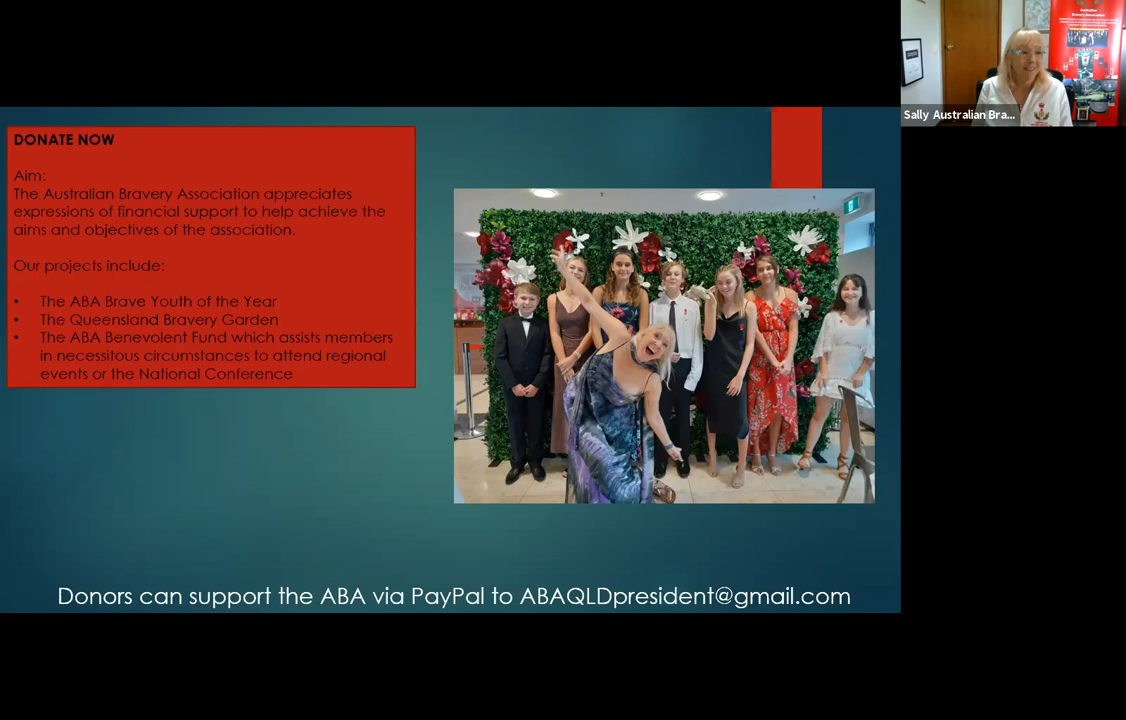 DONATE NOW
Aim:
The Australian Bravery Association appreciates
expressions of financial support to help achieve the
aims and objectives of the association.
Our projects include:
• The ABA Brave Youth of the Year
• The Queensland Bravery Garden
• The ABA Benevolent Fund which assists members
in necessitous circumstances to attend regional
events or the National Conference
Donors can support the ABA via PayPal to ABAQLDpresident@gmail.com
Australian
Bravery Association
Sally Australian Bra...